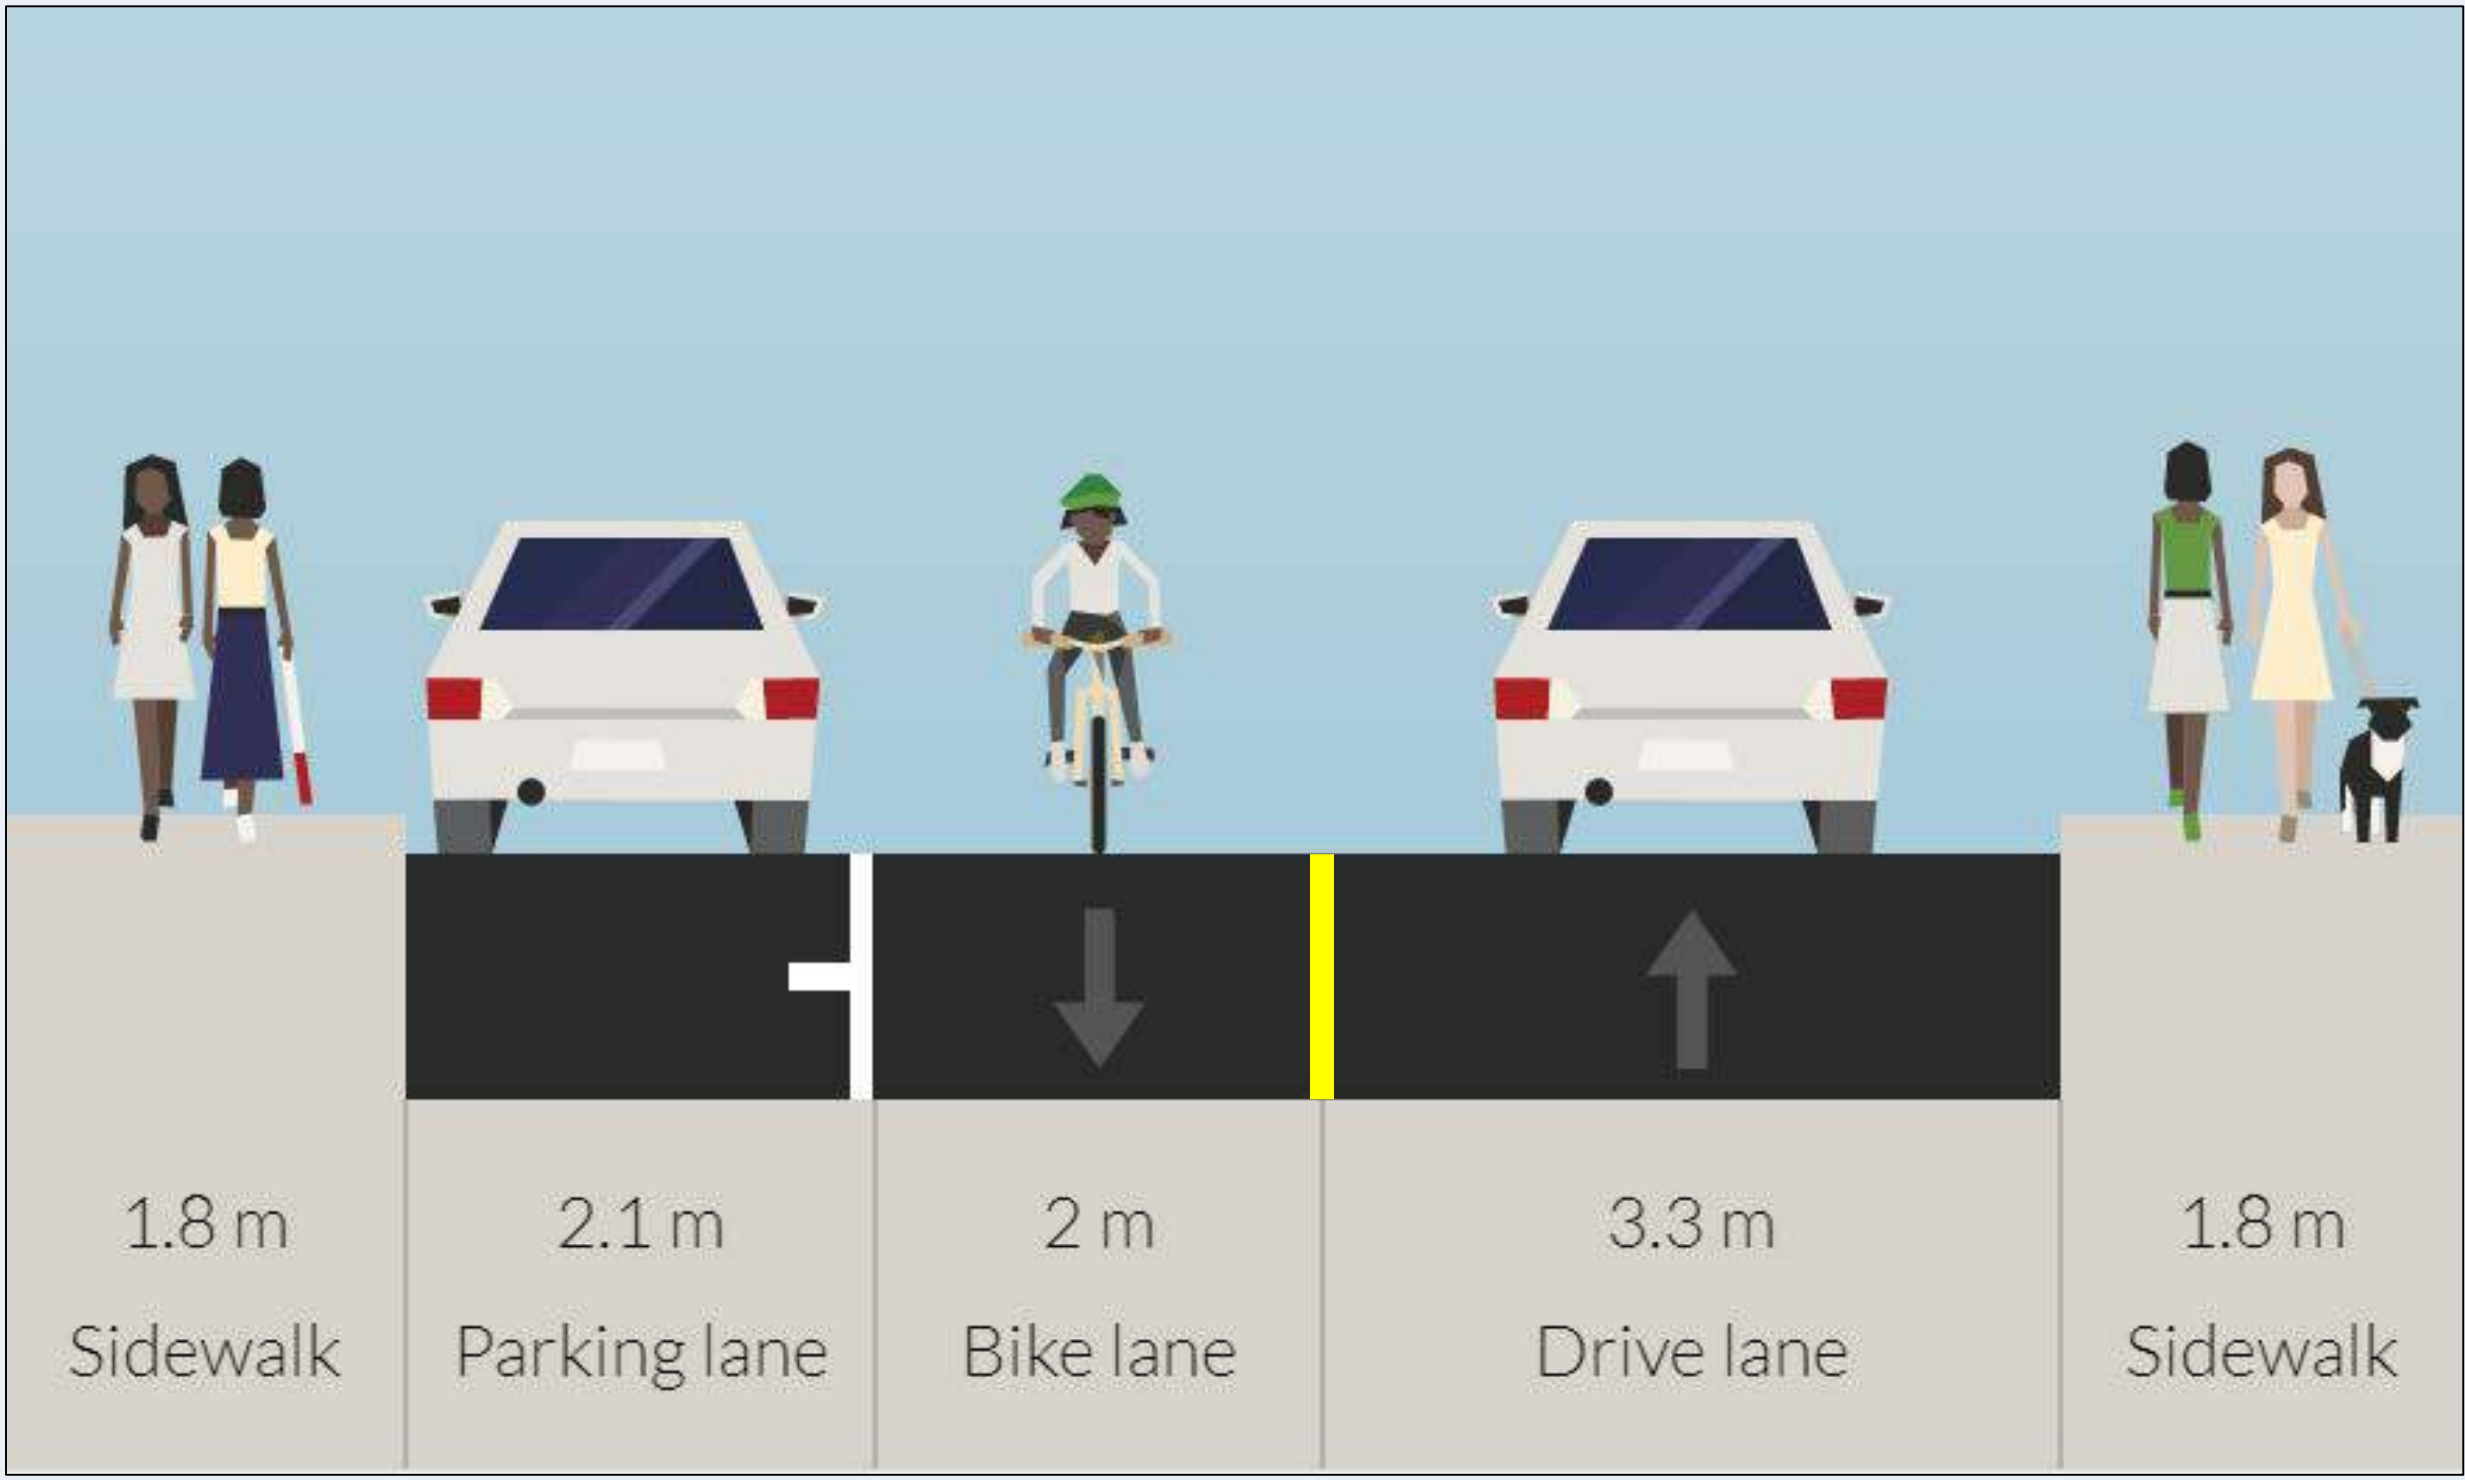 1.8 m
Sidewalk
2.1 m
Parking lane
2 m
Bike lane
3.3 m
Drive lane
1.8 m
Sidewalk